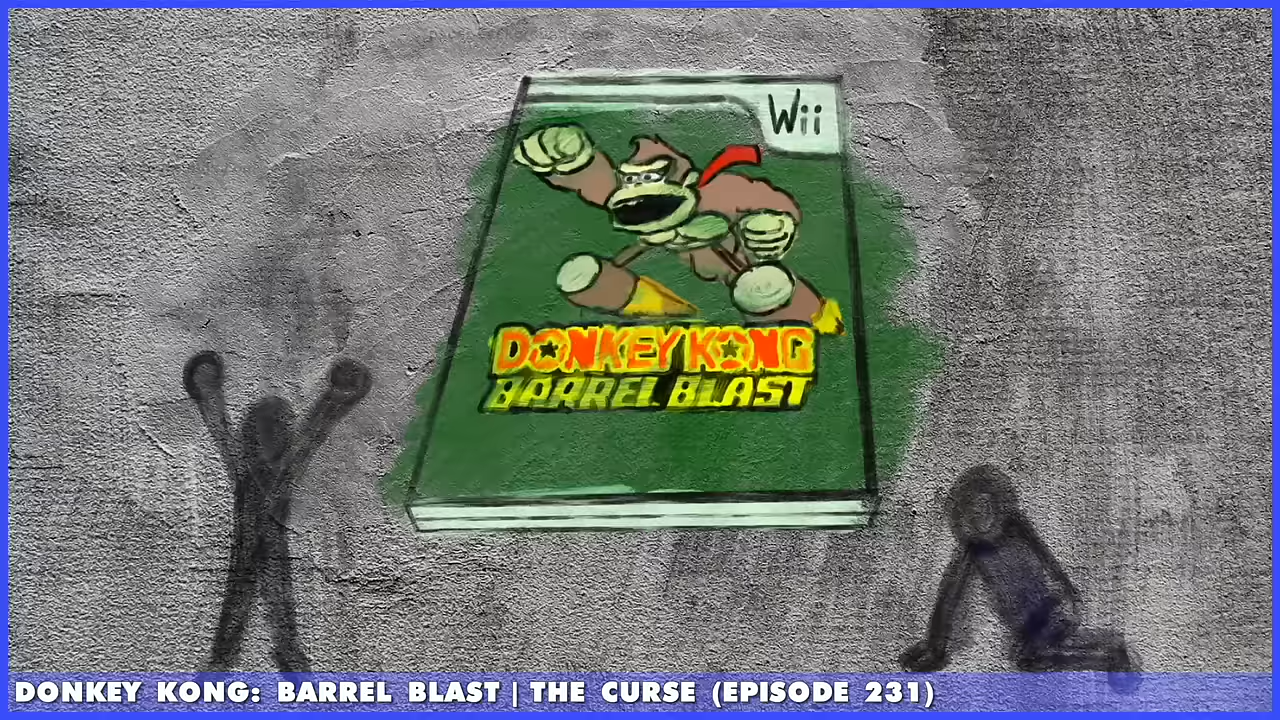 Wii
DONKEY KONG
BARREL BLAST
DONKEY KONG: BARREL BLAST | THE CURSE (EPISODE 231)